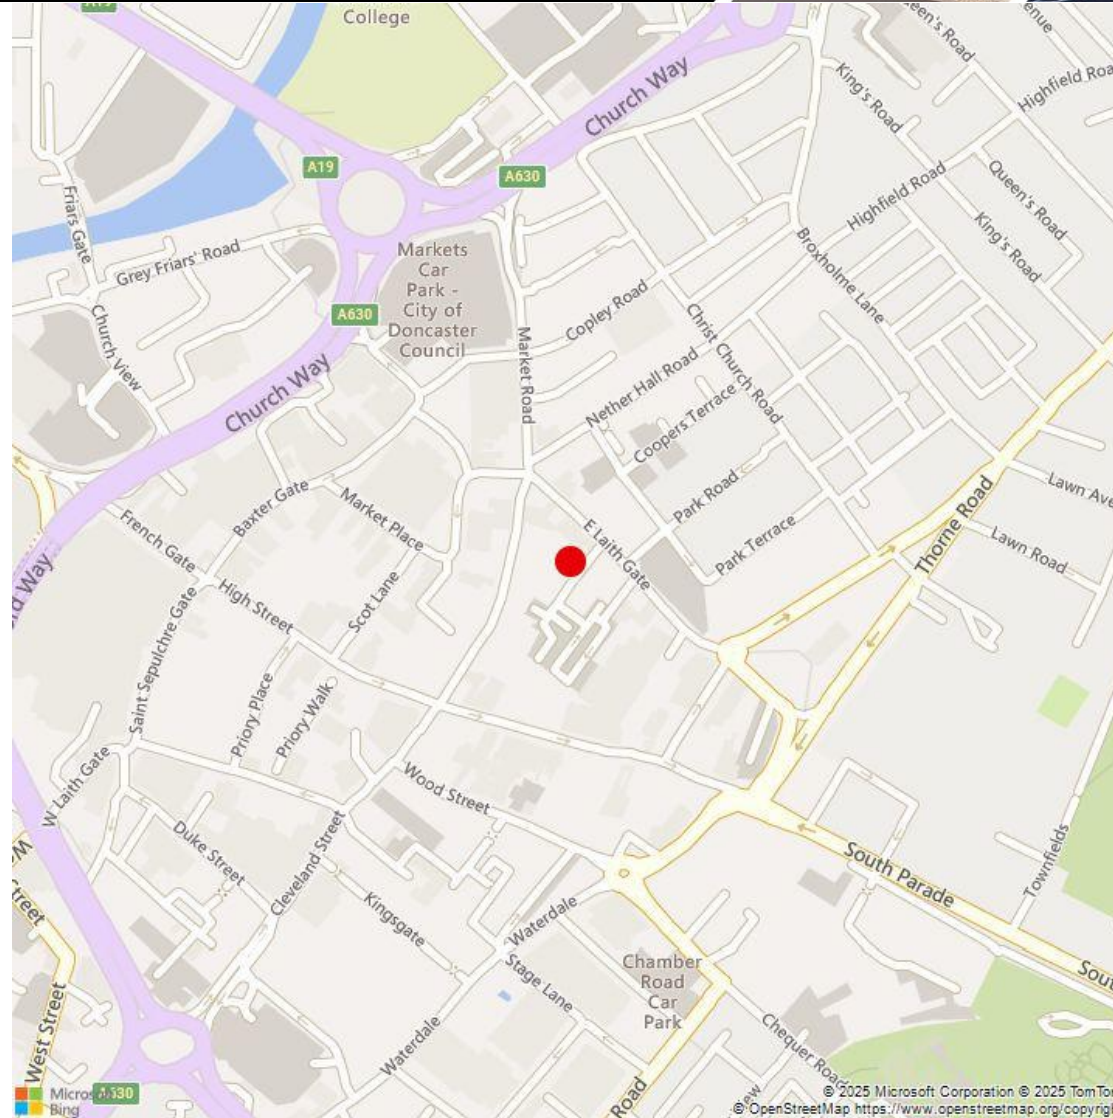 College
Church Way
A19
A630
King's Road
Highfield Road
Queen's Road
King's Road
Friars Gate
Grey Friars' Road
Markets
Car
Park -
City of
Doncaster
Council
A630
Broxholme Lane
Copley Road
Church View
Market Road
Christ Church Road
Church Way
Nether Hall Road
Coopers Terrace
Baxter Gate
Market Place
Park Road
Lawn Ave
Thorne Road
French Gate
E Laith Gate
Park Terrace
Lawn Road
High Street
Scot Lane
Saint Sepulchre Gate
Priory Place
Priory Walk
W Laith Gate
Wood Street
Duke Street
Cleveland Street
South Parade
Townfields
Kingsgate
Waterdale
Stage Lane
Chamber
Road
Car
Park
West Street
Waterdale
Chequer Road
Road
Bing
© 2025 Microsoft Corporation © 2025 TomTom
© OpenStreetMap https://www.openstreetmap.org/copyright